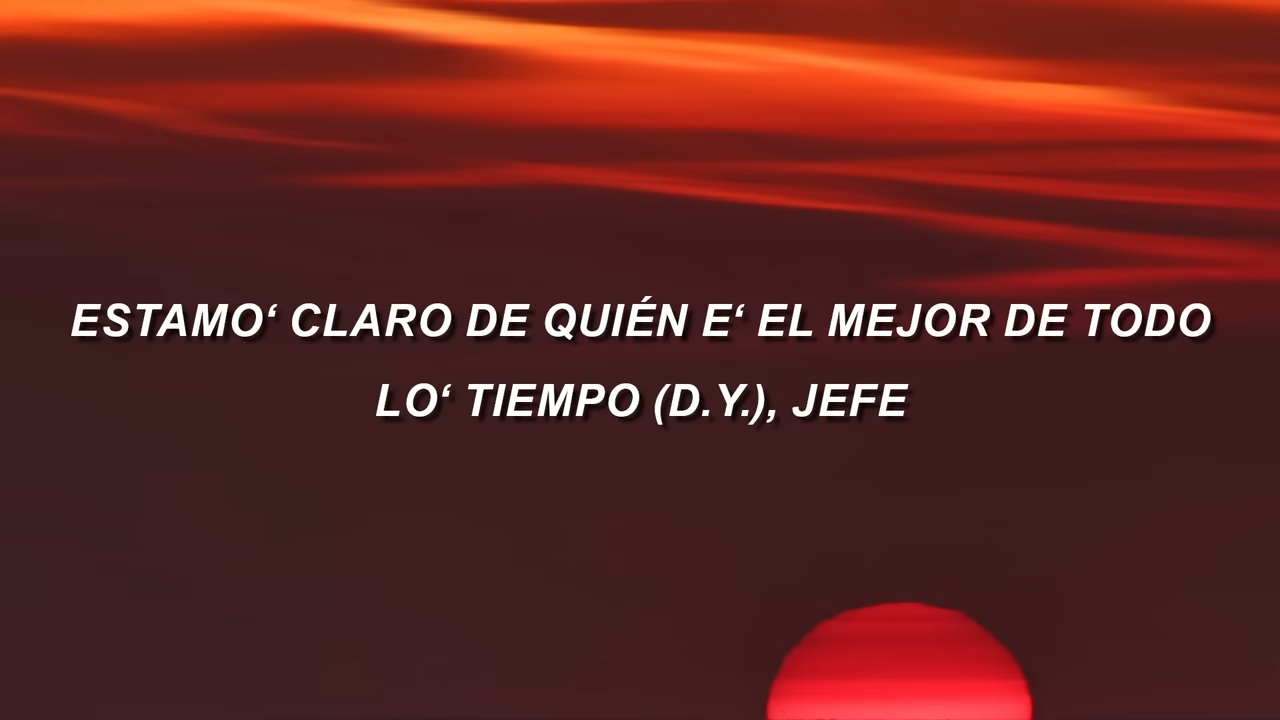 ESTAMO‘ CLARO DE QUIÉN E‘ EL MEJOR DE TODO
LO‘ TIEMPO (D.Y.), JEFE